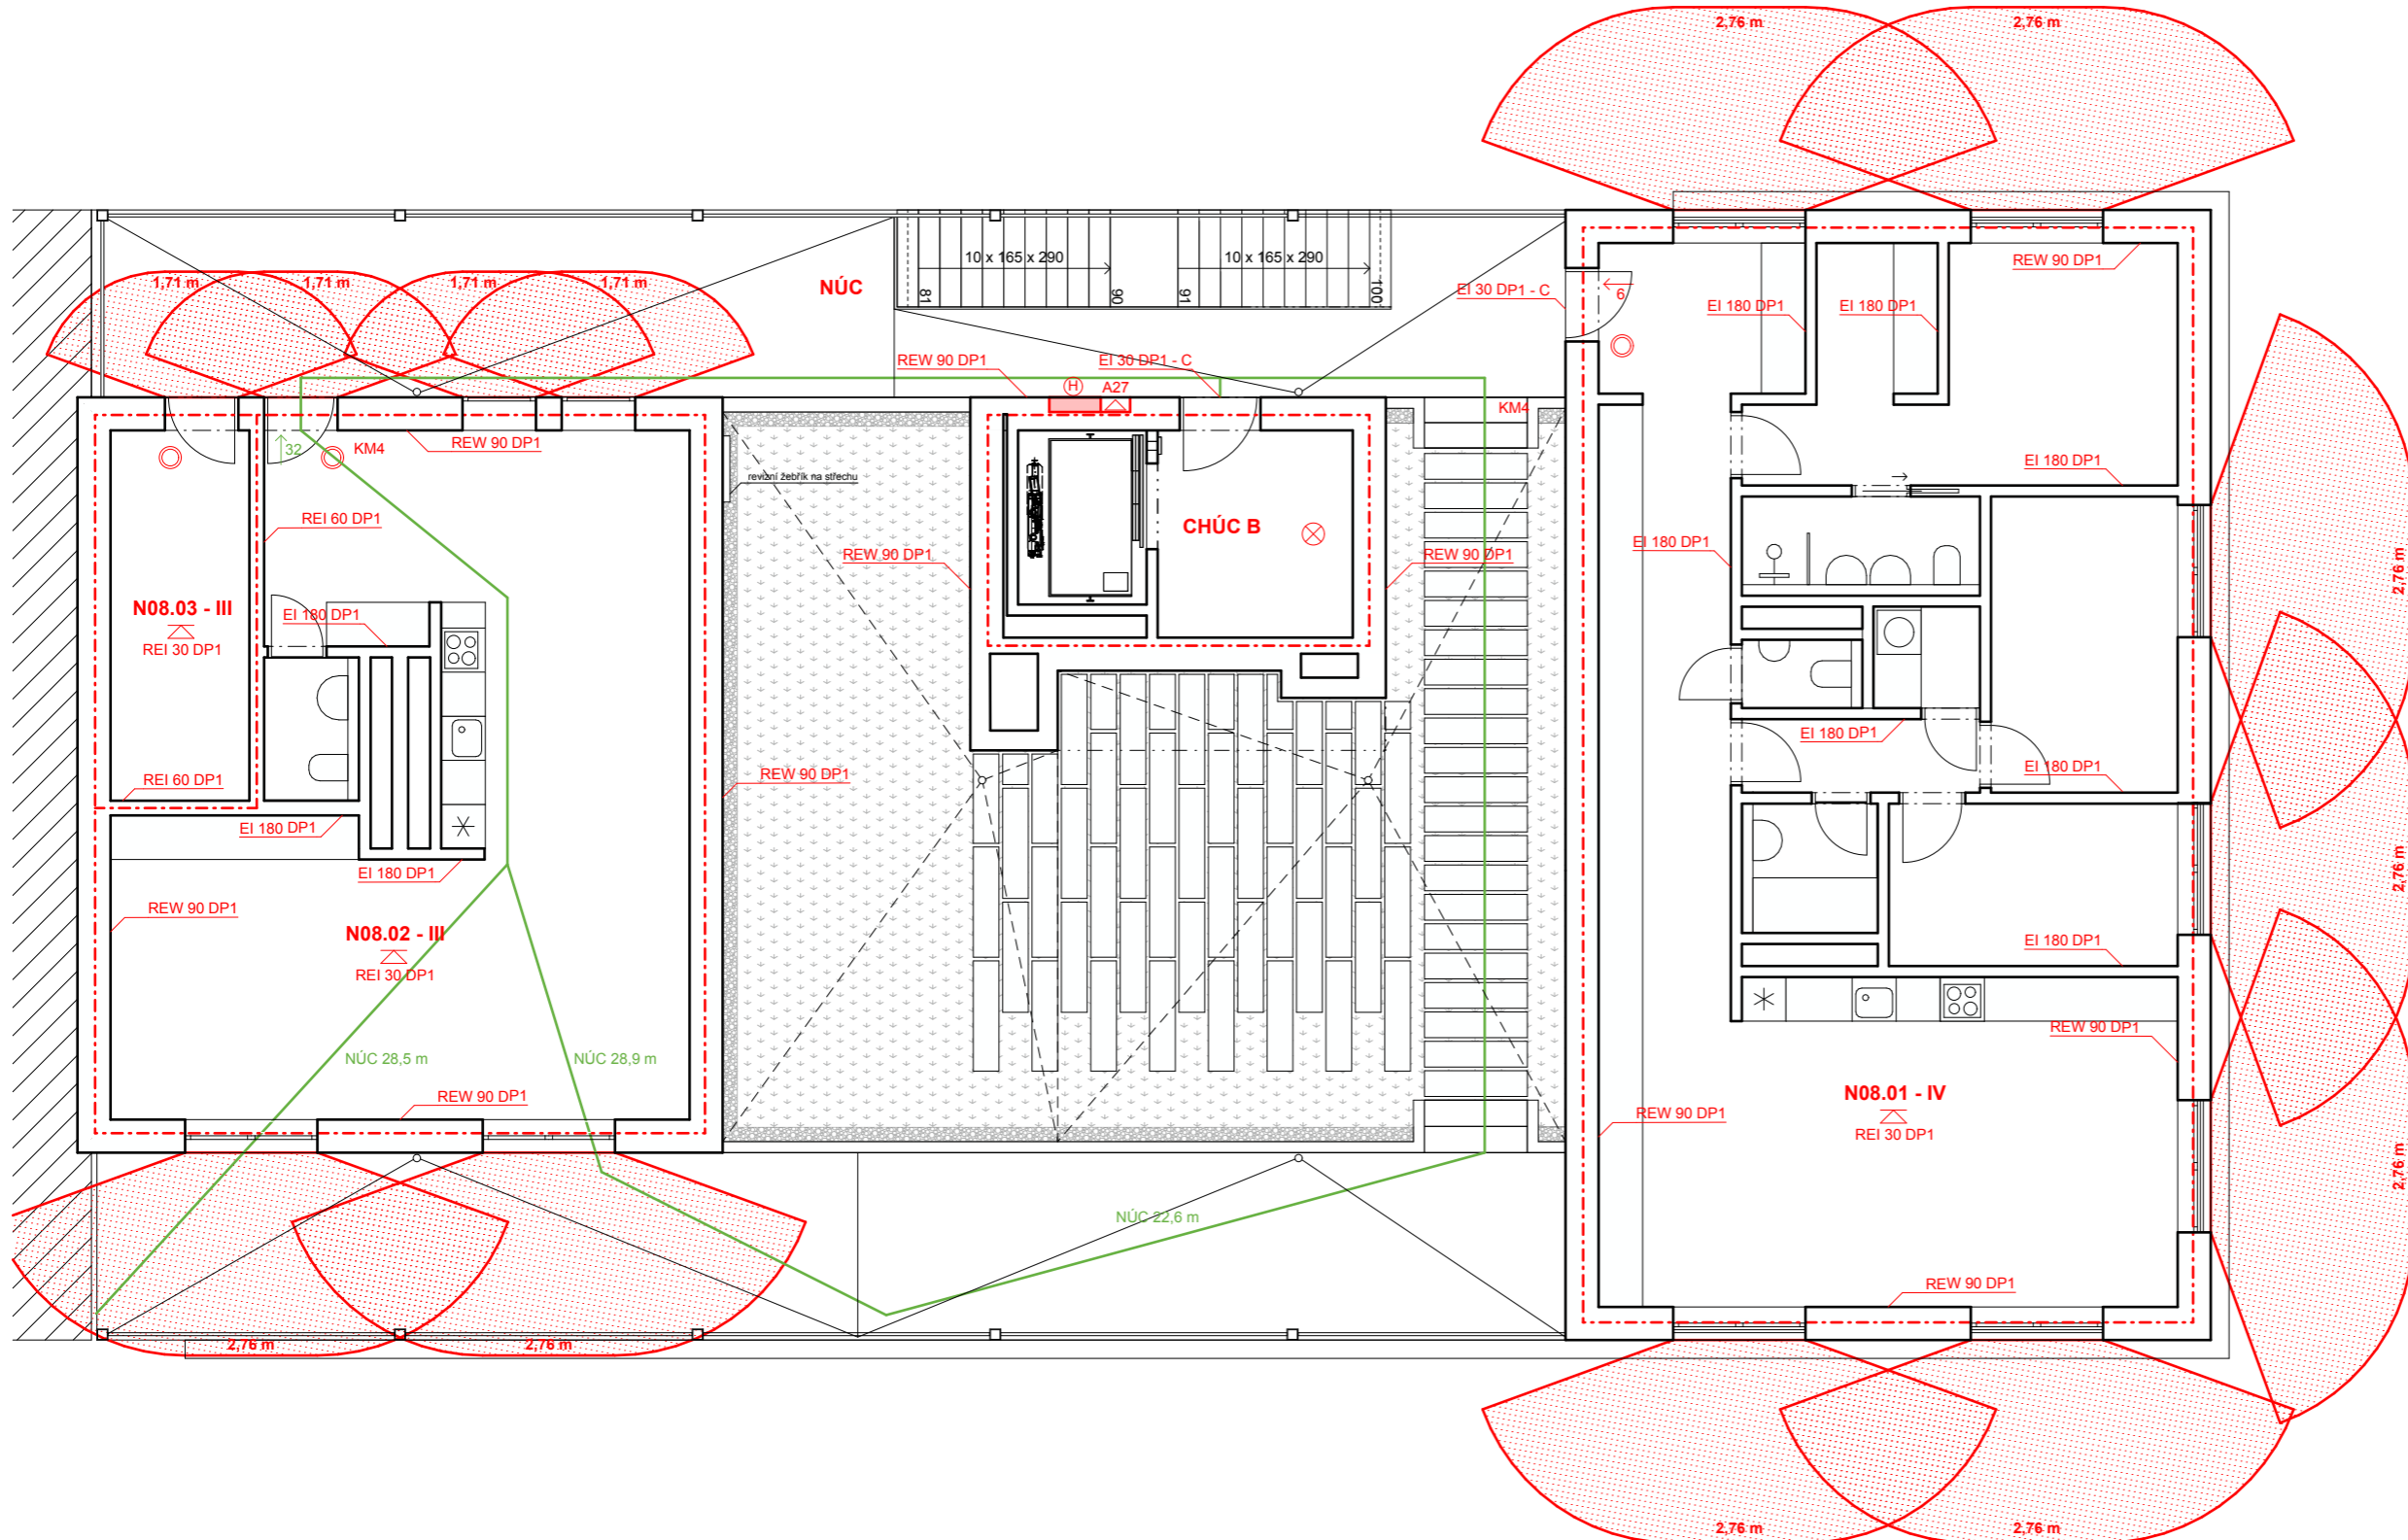 2,76 m
2,76 m
10 x 165 x 290
10 x 165 x 290
REW 90 DP1
1,71 m
1,71 m
1,71 m
1,71 m
NÚC
EI 30 DP1 - C
6
81
90
91
100
EI 180 DP1
EI 180 DP1
REW 90 DP1
EI 30 DP1 - C
H
A27
KM4
32
KM4
REW 90 DP1
EI 180 DP1
revizní žebřík na střechu
REI 60 DP1
CHÚC B
REW 90 DP1
REW 90 DP1
EI 180 DP1
2,76 m
N08.03 - III
REI 30 DP1
EI 180 DP1
EI 180 DP1
REI 60 DP1
REW 90 DP1
EI 180 DP1
EI 180 DP1
EI 180 DP1
2,76 m
REW 90 DP1
N08.02 - III
REI 30 DP1
EI 180 DP1
NÚC 28,5 m
NÚC 28,9 m
REW 90 DP1
REW 90 DP1
N08.01 - IV
REI 30 DP1
REW 90 DP1
2,76 m
NÚC 22,6 m
REW 90 DP1
2,76 m
2,76 m
2,76 m
2,76 m